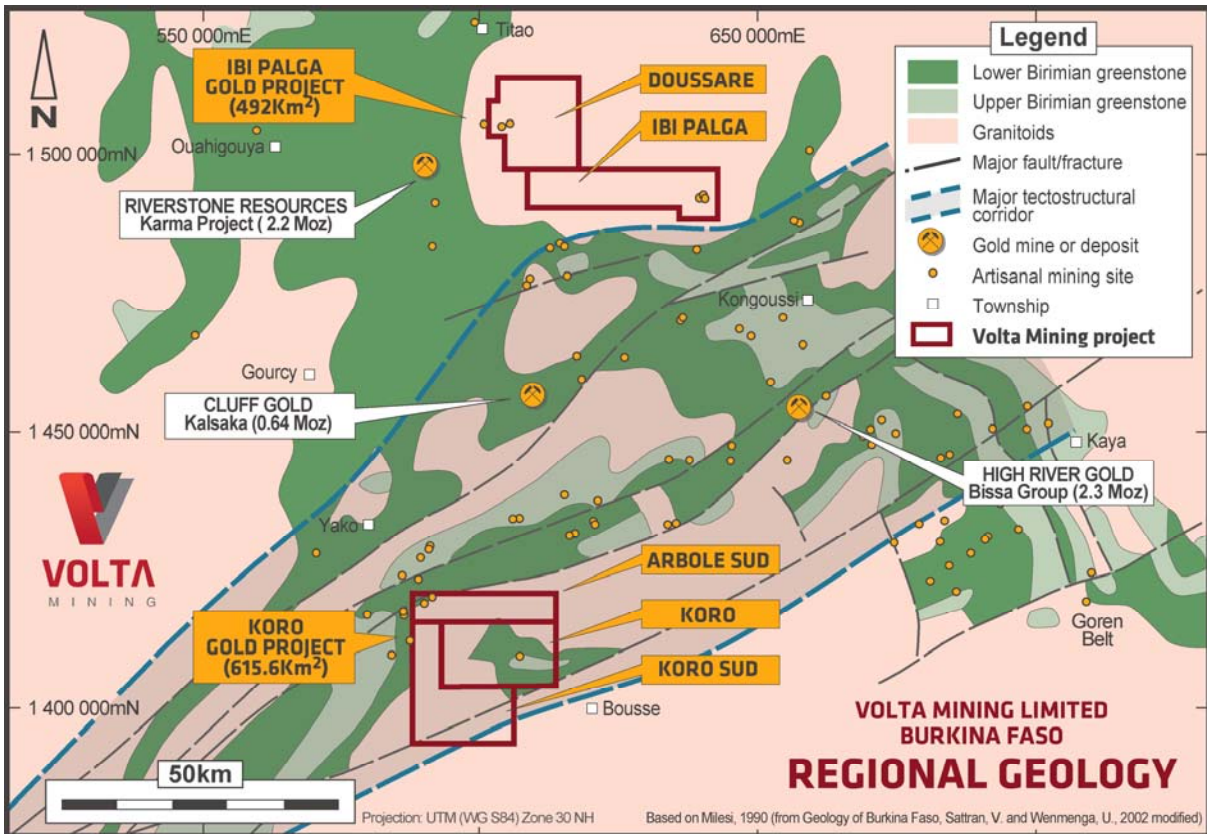 550 000mE
Titao
650 000mE
Legend
Lower Birimian greenstone
Upper Birimian greenstone
Granitoids
Major fault/fracture
Major tectostructural
corridor
Gold mine or deposit
Artisanal mining site
Township
Volta Mining project
N
IBI PALGA
GOLD PROJECT
(492Km²)
DOUSSARE
IBI PALGA
Ouahigouya
1 500 000mN
RIVERSTONE RESOURCES
Karma Project ( 2.2 Moz)
Kongoussi
Gourcy
CLUFF GOLD
Kalsaka (0.64 Moz)
1 450 000mN
Kaya
HIGH RIVER GOLD
Bissa Group (2.3 Moz)
Yako
VOLTA
MINING
ARBOLE SUD
KORO
GOLD PROJECT
(615.6Km²)
KORO
KORO SUD
Goren
Belt
1 400 000mN
Bousse
VOLTA MINING LIMITED
BURKINA FASO
REGIONAL GEOLOGY
50km
Projection: UTM (WG S84) Zone 30 NH
Based on Milesi, 1990 (from Geology of Burkina Faso, Sattran, V. and Wenmenga, U., 2002 modified)